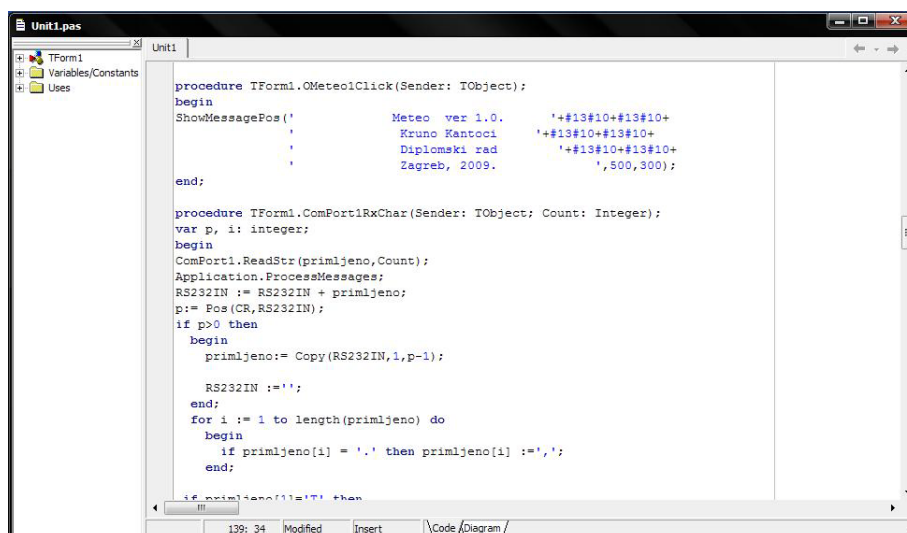 Unit1.pas
TForm1
Variables/Constants
Uses
Unit1
procedure TForm1.OMeteo1Click(Sender: TObject);
begin
ShowMessagePos('             Meteo  ver 1.0.     '+#13#10+#13#10+
               '              Kruno Kantoci     '+#13#10+#13#10+
               '              Diplomski rad        '+#13#10+#13#10+
               '              Zagreb, 2009.             ',500,300);
end;
procedure TForm1.ComPort1RxChar(Sender: TObject; Count: Integer);
var p, i: integer;
begin
ComPort1.ReadStr(primljeno,Count);
Application.ProcessMessages;
RS232IN := RS232IN + primljeno;
p:= Pos(CR,RS232IN);
if p>0 then
  begin
    primljeno:= Copy(RS232IN,1,p-1);
    RS232IN :='';
  end;
  for i := 1 to length(primljeno) do
    begin
      if primljeno[i] = '.' then primljeno[i] :=',';
    end;
 if primljeno[1]='T' then
139: 34 Modified Insert \Code /Diagram /